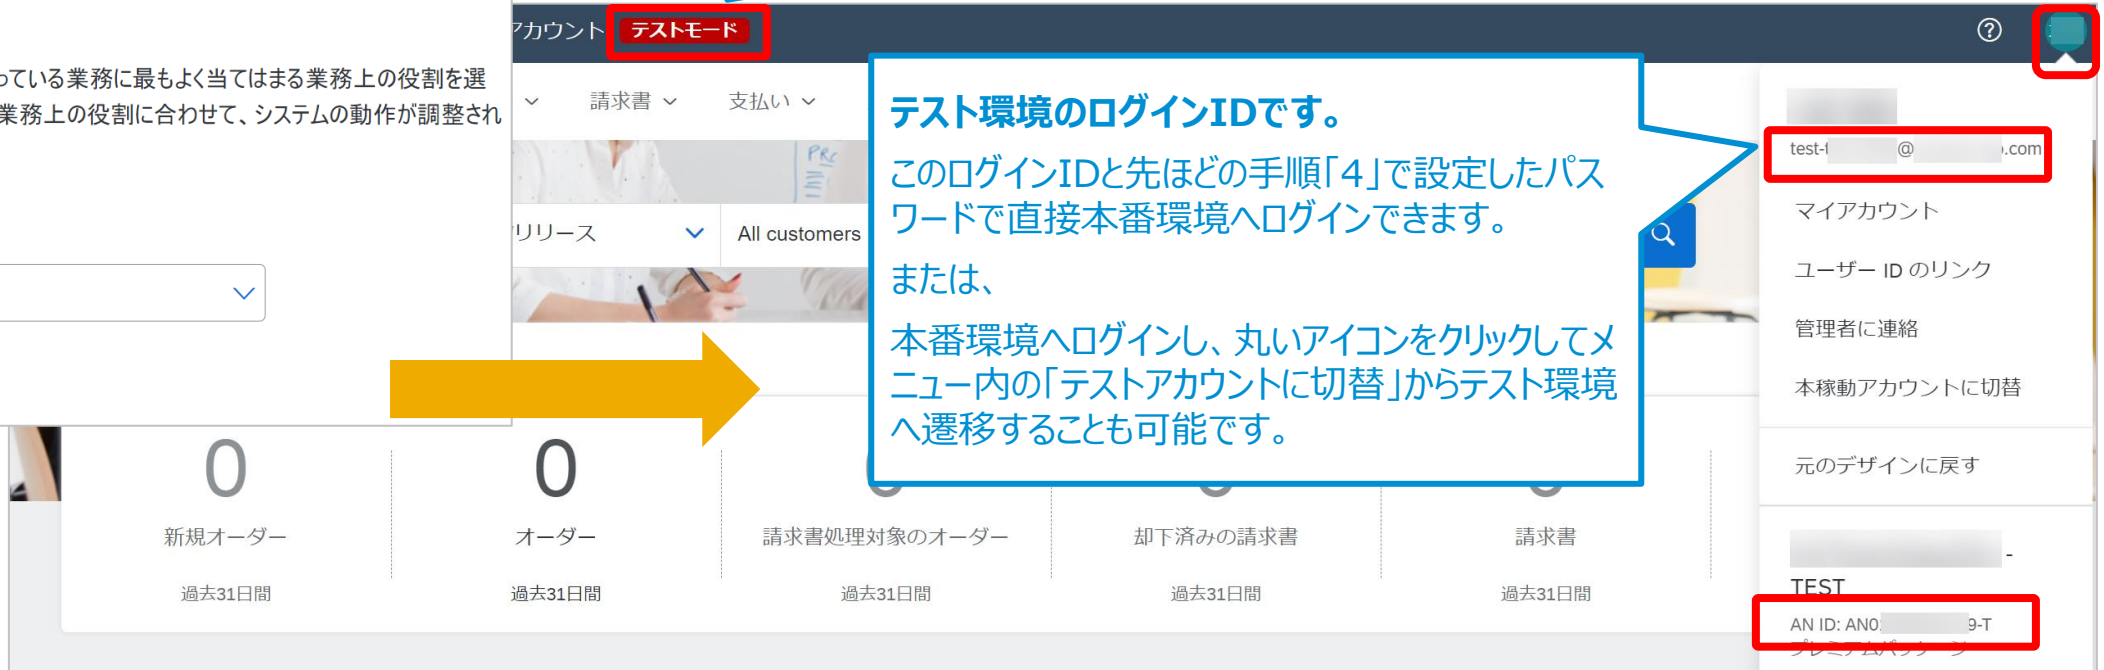 アカウント テストモード
っている業務に最もよく当てはまる業務上の役割を選
業務上の役割に合わせて、システムの動作が調整され
請求書
支払い
PRC
リリース
All customers
テスト環境のログインIDです。
このログインIDと先ほどの手順「４」で設定したパス
ワードで直接本番環境へログインできます。
または、
本番環境へログインし、丸いアイコンをクリックしてメ
ニュー内の「テストアカウントに切替」からテスト環境
へ遷移することも可能です。
test-t @ .com
マイアカウント
ユーザー ID のリンク
管理者に連絡
本稼動アカウントに切替
元のデザインに戻す
-
TEST
AN ID: AN0 9-T
プレミアムパッケージ
0
新規オーダー
過去31日間
0
オーダー
過去31日間
請求書処理対象のオーダー
過去31日間
却下済みの請求書
過去31日間
請求書
過去31日間